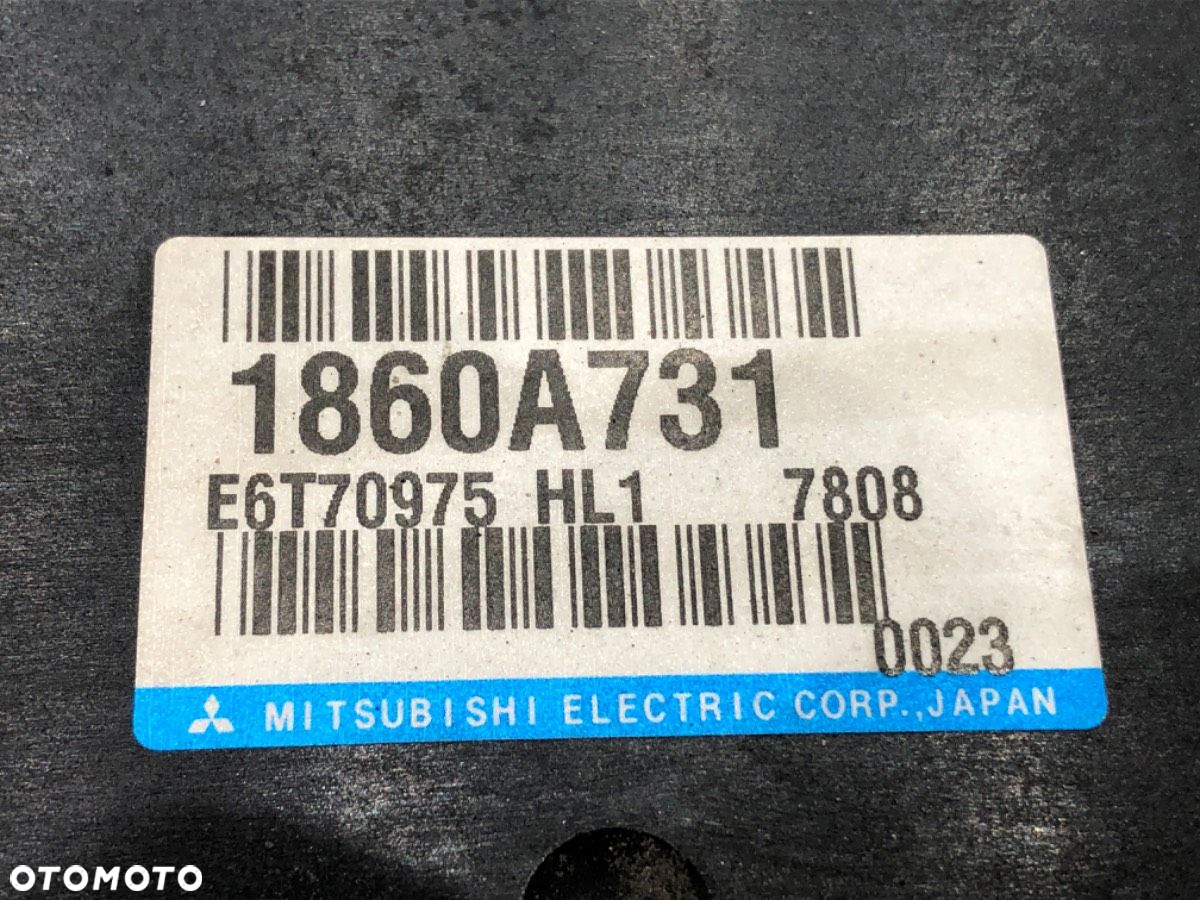 1860A731
E6T70975 HL1 7808
0023
MITSUBISHI ELECTRIC CORP., JAPAN
OTOMOTO